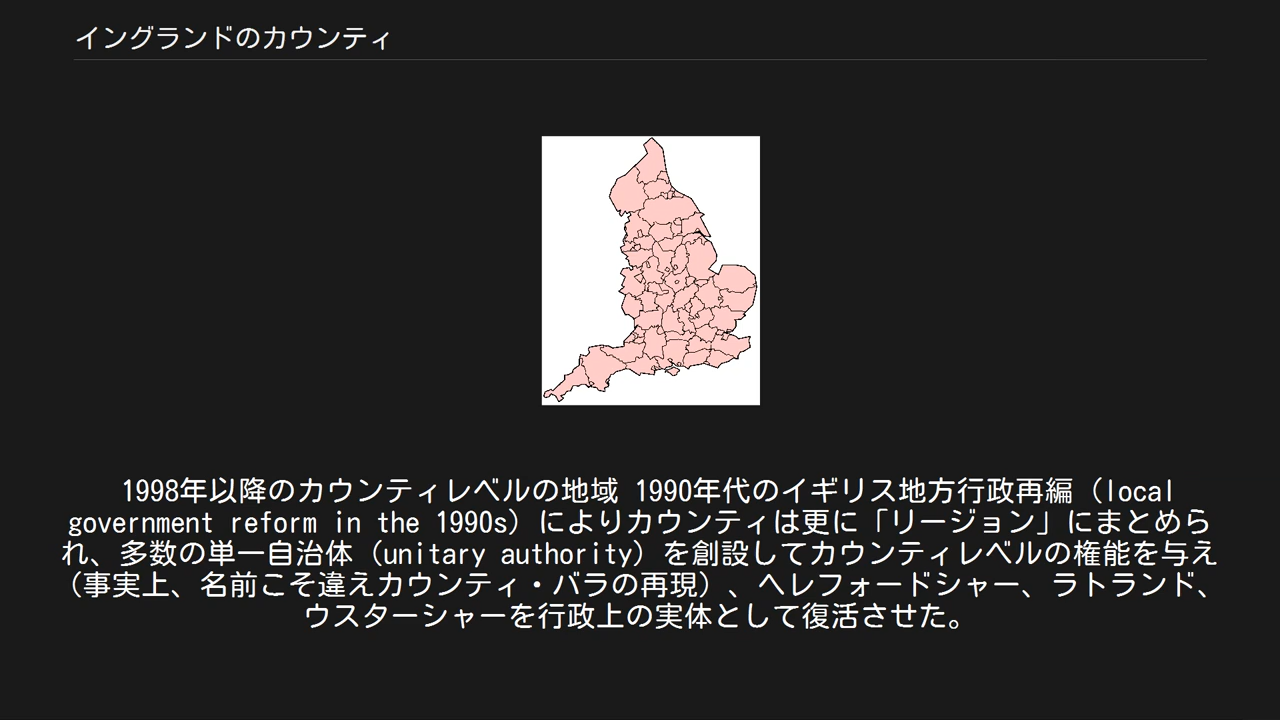 イングランドのカウンティ
1998年以降のカウンティレベルの地域 1990年代のイギリス地方行政再編（local
government reform in the 1990s）によりカウンティは更に「リージョン」にまとめら
れ、多数の単一自治体（unitary authority）を創設してカウンティレベルの権能を与え
（事実上、名前こそ違えカウンティ・バラの再現）、ヘレフォードシャー、ラトランド、
ウスターシャーを行政上の実体として復活させた。